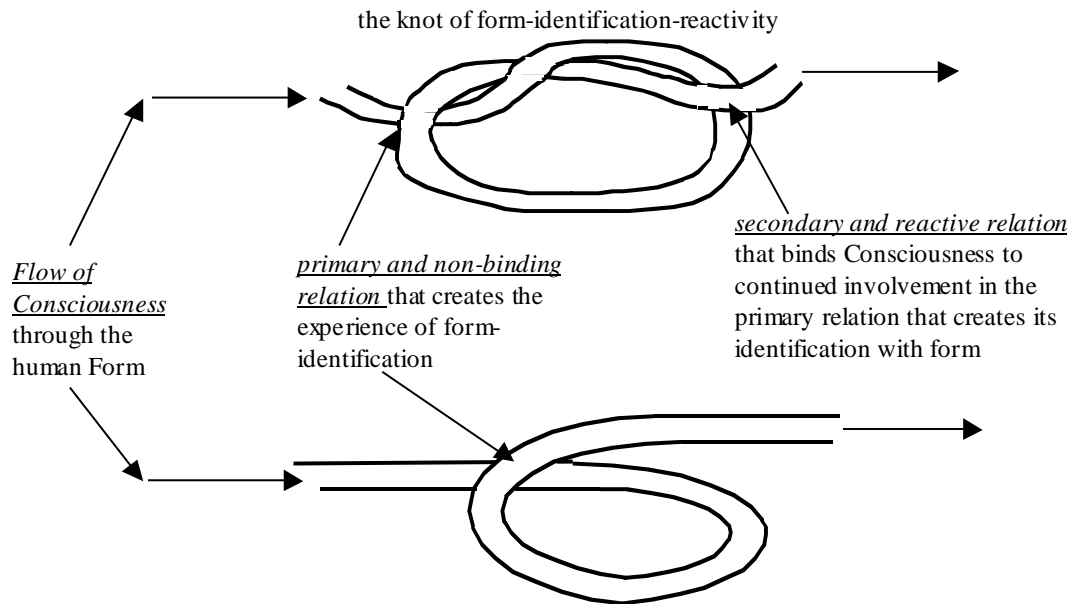 the knot of form-identification-reactivity
Flow of
Consciousness
through the
human Form
primary and non-binding
relation that creates the
experience of form-
identification
secondary and reactive relation
that binds Consciousness to
continued involvement in the
primary relation that creates its
identification with form